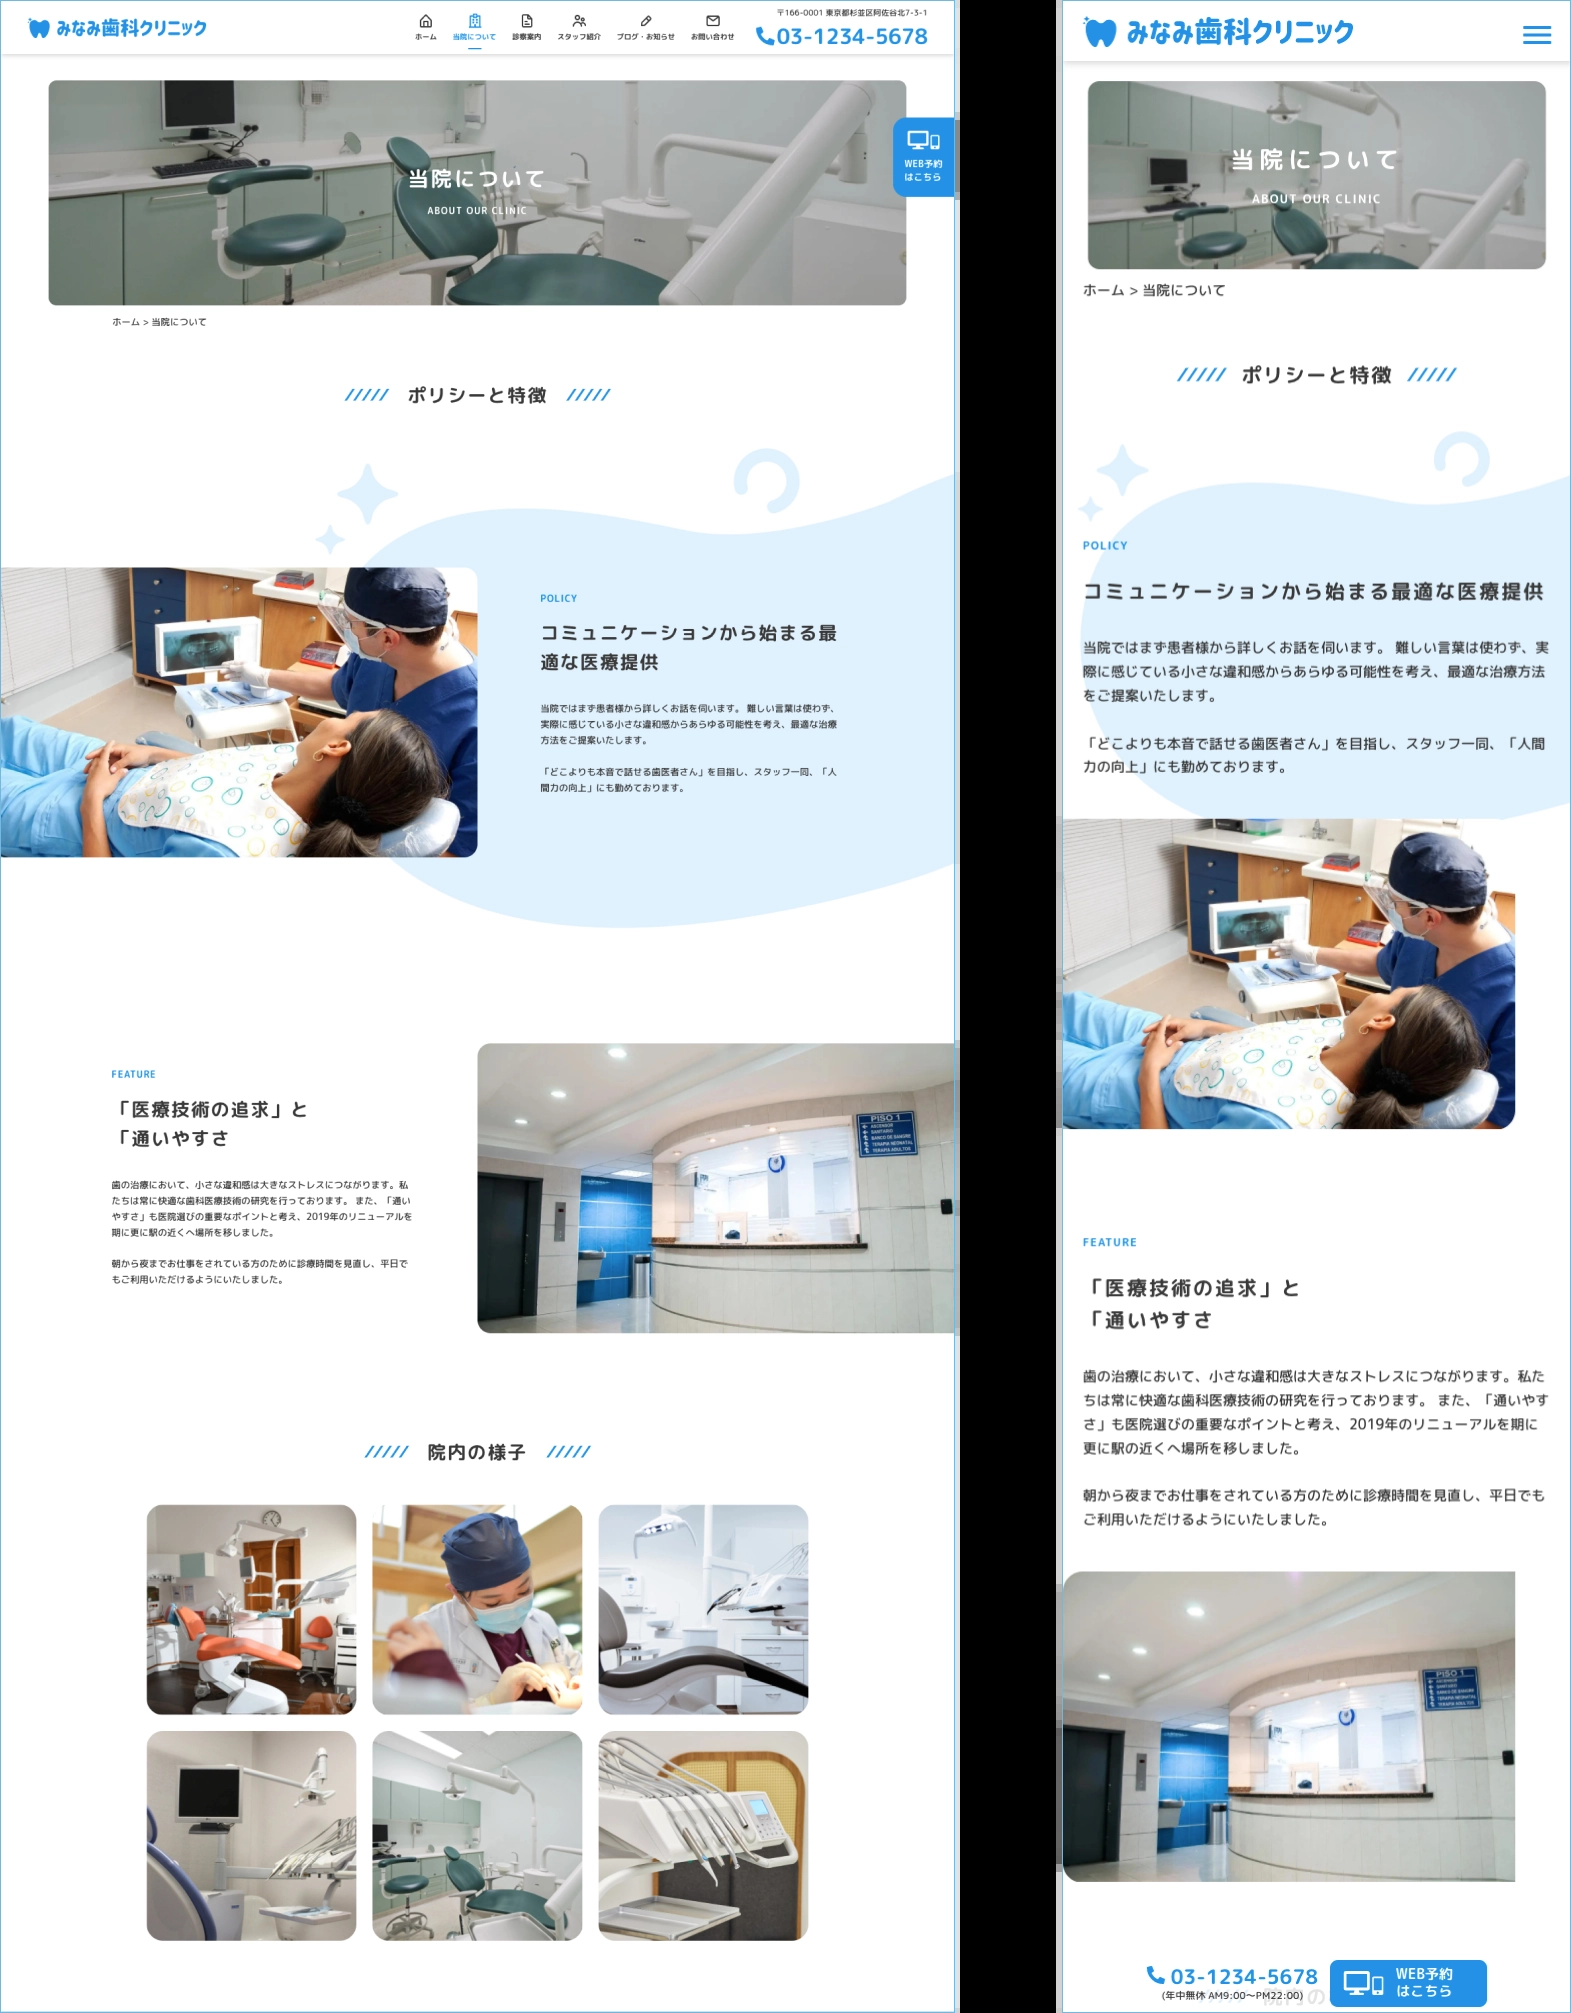 みなみ歯科クリニック
ホーム
当院について
診察案内
スタッフ紹介
ブログ・お知らせ
お問い合わせ
〒166-0001 東京都杉並区阿佐谷北7-3-1
03-1234-5678
当院について
ABOUT OUR CLINIC
WEB予約
はこちら
ホーム > 当院について
ポリシーと特徴
POLICY
コミュニケーションから始まる最
適な医療提供
当院ではまず患者様から詳しくお話を伺います。 難しい言葉は使わず、
実際に感じている小さな違和感からあらゆる可能性を考え、最適な治療
方法をご提案いたします。
「どこよりも本音で話せる歯医者さん」を目指し、スタッフ一同、「人
間力の向上」にも勤めております。
FEATURE
「医療技術の追求」と
「通いやすさ
歯の治療において、小さな違和感は大きなストレスにつながります。私
たちは常に快適な歯科医療技術の研究を行っております。 また、「通い
やすさ」も医院選びの重要なポイントと考え、2019年のリニューアルを
期に更に駅の近くへ場所を移しました。
朝から夜までお仕事をされている方のために診療時間を見直し、平日で
もご利用いただけるようにいたしました。
PISO 1
ASCENSOR
SANITARIO
BANCO DE SANGRE
TERAPIA NEONATAL
TERAPIA ADULTOS
院内の様子
みなみ歯科クリニック
当院について
ABOUT OUR CLINIC
ホーム > 当院について
ポリシーと特徴
POLICY
コミュニケーションから始まる最適な医療提供
当院ではまず患者様から詳しくお話を伺います。 難しい言葉は使わず、実
際に感じている小さな違和感からあらゆる可能性を考え、最適な治療方法
をご提案いたします。
「どこよりも本音で話せる歯医者さん」を目指し、スタッフ一同、「人間
力の向上」にも勤めております。
FEATURE
「医療技術の追求」と
「通いやすさ
歯の治療において、小さな違和感は大きなストレスにつながります。私た
ちは常に快適な歯科医療技術の研究を行っております。 また、「通いやす
さ」も医院選びの重要なポイントと考え、2019年のリニューアルを期に
更に駅の近くへ場所を移しました。
朝から夜までお仕事をされている方のために診療時間を見直し、平日でも
ご利用いただけるようにいたしました。
PISO 1
ASCENSOR
SANITARIO
BANCO DE SANGRE
TERAPIA NEONATAL
TERAPIA ADULTOS
03-1234-5678
(年中無休 AM9:00〜PM22:00)
WEB予約
はこちら